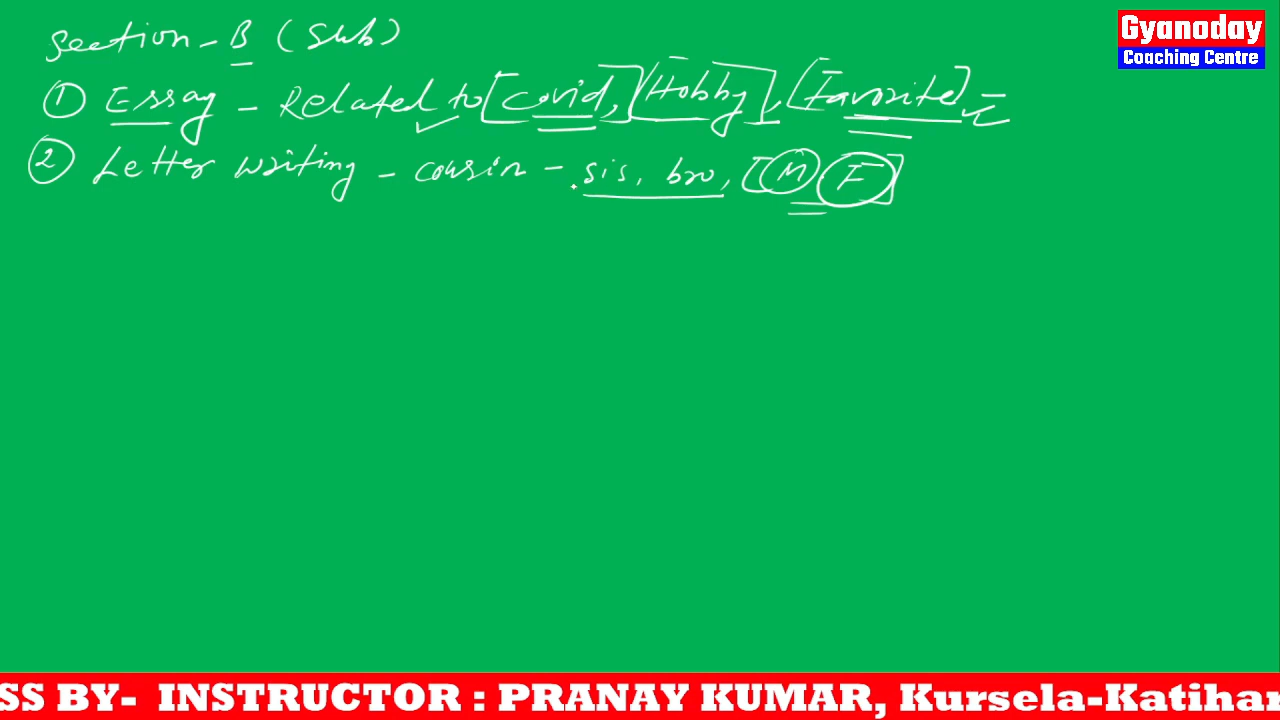 Section - B (Sub)
Gyanoday
Coaching Centre
① Essay - Related to [Covid,] [Hobby], [Favorite] -
② Letter writing - cousin - sis, bro, [M F]
SS BY- INSTRUCTOR : PRANAY KUMAR, Kursela-Katihar